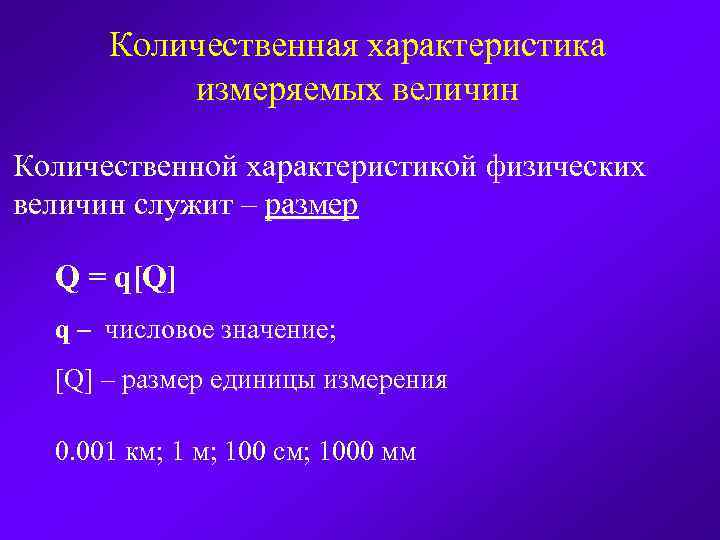 Количественная характеристика
измеряемых величин
Количественной характеристикой физических
величин служит – размер
Q = q[Q]
q – числовое значение;
[Q] – размер единицы измерения
0.001 км; 1 м; 100 см; 1000 мм